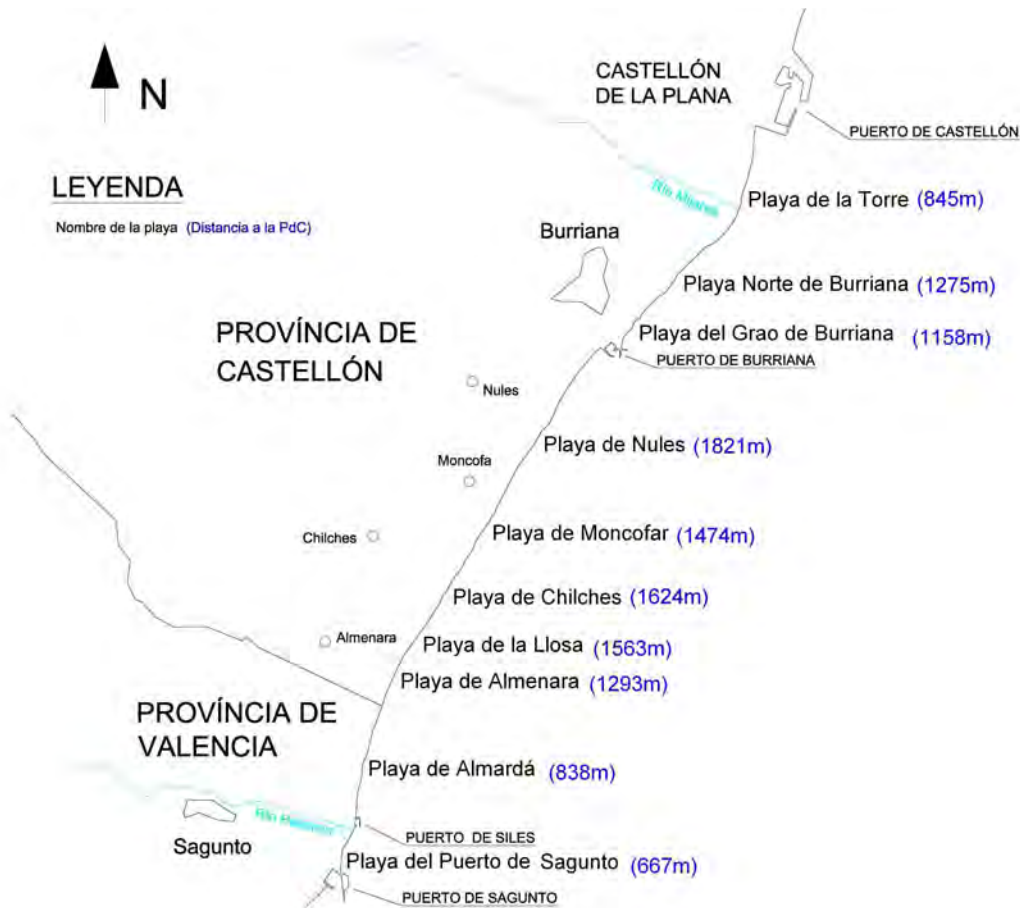 N
CASTELLÓN
DE LA PLANA
PUERTO DE CASTELLÓN
LEYENDA
Nombre de la playa (Distancia a la PdC)
Río Mijares
Playa de la Torre (845m)
Burriana
Playa Norte de Burriana (1275m)
PROVÍNCIA DE
CASTELLÓN
Playa del Grao de Burriana (1158m)
PUERTO DE BURRIANA
Nules
Playa de Nules (1821m)
Moncofa
Playa de Moncofar (1474m)
Chilches
Playa de Chilches (1624m)
Almenara
Playa de la Llosa (1563m)
Playa de Almenara (1293m)
PROVÍNCIA DE
VALENCIA
Playa de Almardá (838m)
Río
Sagunto
PUERTO DE SILES
Playa del Puerto de Sagunto (667m)
PUERTO DE SAGUNTO